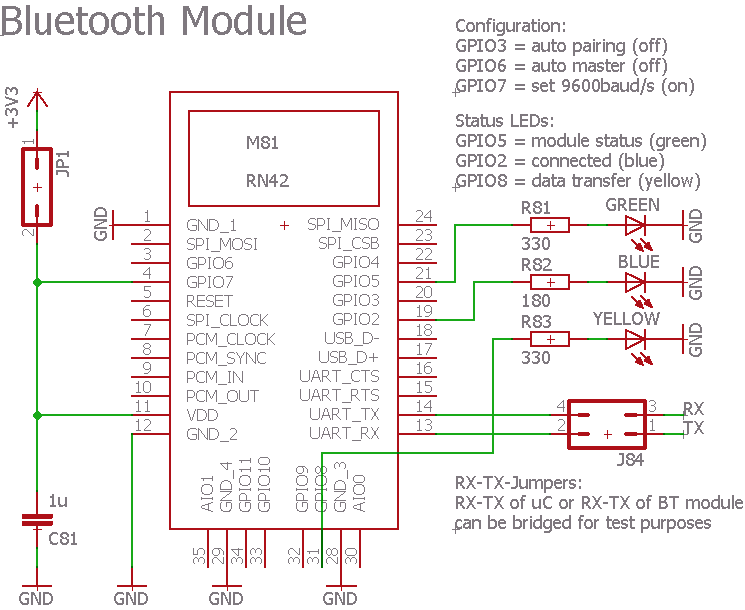 Bluetooth Module
Configuration:
GPIO3 = auto pairing (off)
GPIO6 = auto master (off)
GPIO7 = set 9600baud/s (on)
Status LEDs:
GPIO5 = module status (green)
GPIO2 = connected (blue)
GPIO8 = data transfer (yellow)
+3V3
1
JP1
2
M81
RN42
GND 1 GND_1 SPI_MISO 24
2 SPI_MOSI SPI_CSB 23
3 GPIO6 GPIO4 22
4 GPIO7 GPIO5 21
5 RESET GPIO3 20
6 SPI_CLOCK GPIO2 19
7 PCM_CLOCK USB_D- 18
8 PCM_SYNC USB_D+ 17
9 PCM_IN UART_CTS 16
10 PCM_OUT UART_RTS 15
11 VDD UART_TX 14
12 GND_2 UART_RX 13
R81 GREEN
330 GND
R82 BLUE
180 GND
R83 YELLOW
330 GND
4 3 RX
2 1 TX
J84
AIO1 GND_4 GPIO11 GPIO10 GPIO9 GPIO8 GND_3 AIO0
35 29 34 33 32 31 28 30
1u
C81
GND GND GND GND
RX-TX-Jumpers:
RX-TX of uC or RX-TX of BT module
can be bridged for test purposes